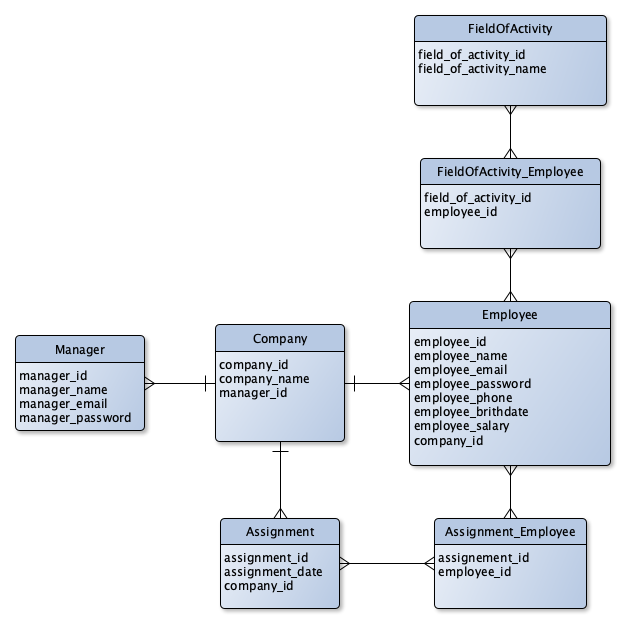 FieldOfActivity
field_of_activity_id
field_of_activity_name
FieldOfActivity_Employee
field_of_activity_id
employee_id
Manager
manager_id
manager_name
manager_email
manager_password
Company
company_id
company_name
manager_id
Employee
employee_id
employee_name
employee_email
employee_password
employee_phone
employee_brithdate
employee_salary
company_id
Assignment
assignment_id
assignment_date
company_id
Assignment_Employee
assignement_id
employee_id